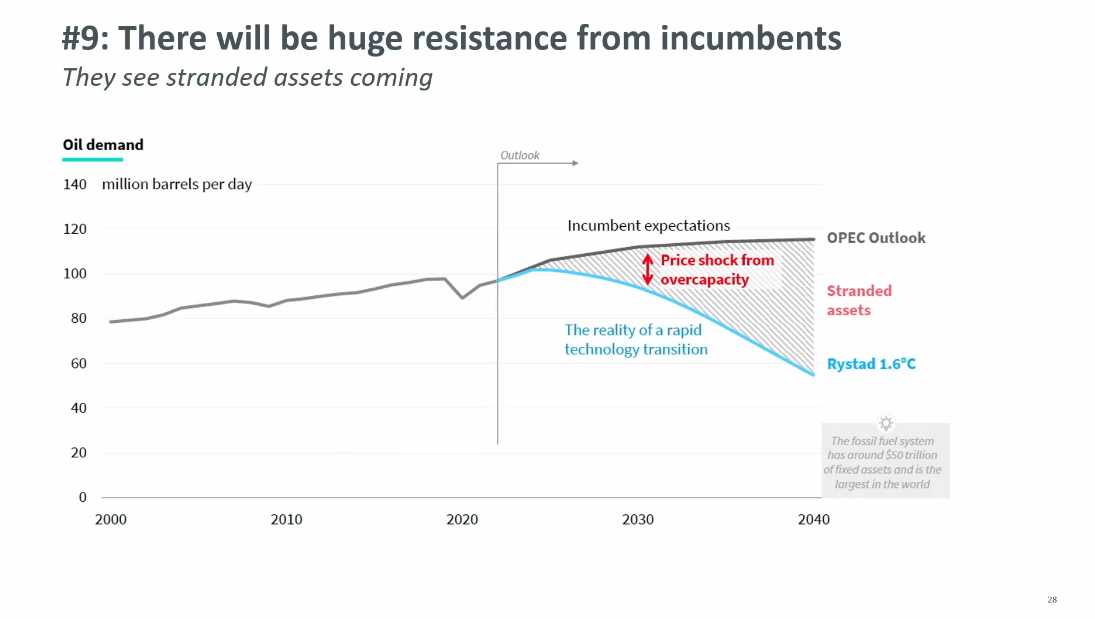 #9: There will be huge resistance from incumbents
They see stranded assets coming
Oil demand
Outlook
140 million barrels per day
120
100
80
60
40
20
0
Incumbent expectations
OPEC Outlook
Price shock from
overcapacity
Stranded
assets
The reality of a rapid
technology transition
Rystad 1.6°C
The fossil fuel system
has around $50 trillion
of fixed assets and is the
largest in the world
2000 2010 2020 2030 2040
28